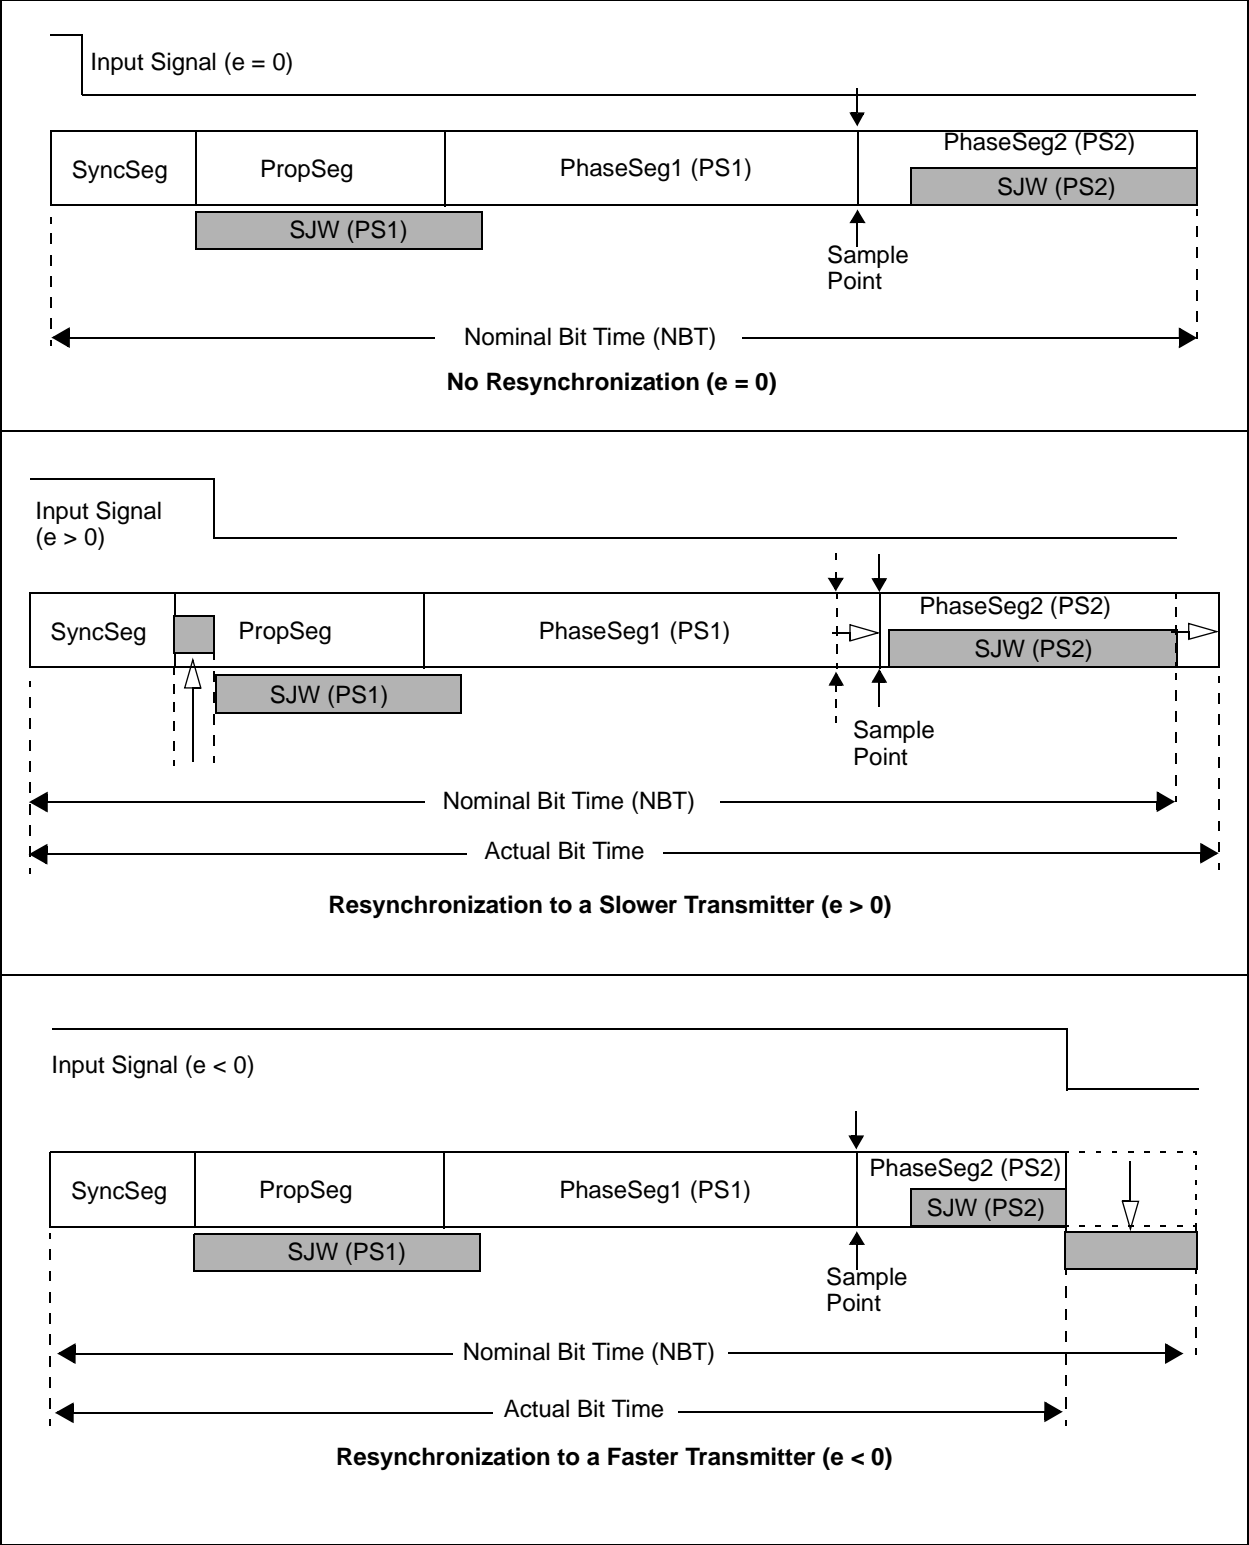 Input Signal (e = 0)
SyncSeg
PropSeg
PhaseSeg1 (PS1)
PhaseSeg2 (PS2)
SJW (PS2)
SJW (PS1)
Sample
Point
Nominal Bit Time (NBT)
No Resynchronization (e = 0)
Input Signal
(e > 0)
SyncSeg
PropSeg
PhaseSeg1 (PS1)
PhaseSeg2 (PS2)
SJW (PS2)
SJW (PS1)
Sample
Point
Nominal Bit Time (NBT)
Actual Bit Time
Resynchronization to a Slower Transmitter (e > 0)
Input Signal (e < 0)
SyncSeg
PropSeg
PhaseSeg1 (PS1)
PhaseSeg2 (PS2)
SJW (PS2)
SJW (PS1)
Sample
Point
Nominal Bit Time (NBT)
Actual Bit Time
Resynchronization to a Faster Transmitter (e < 0)